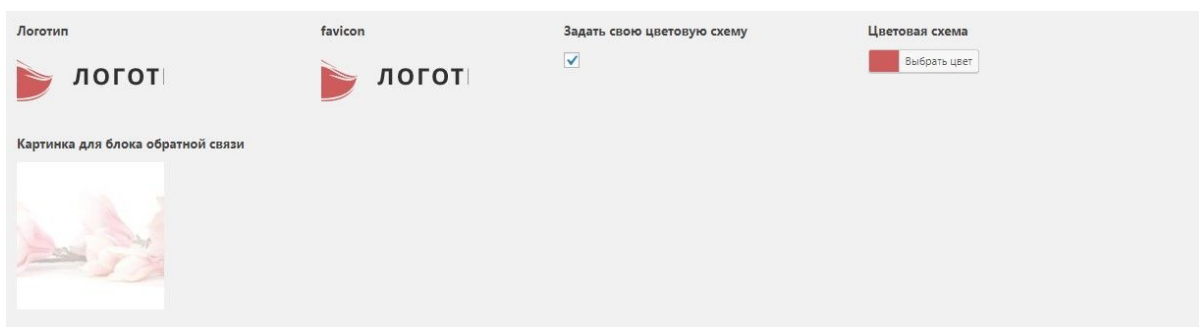 Логотип
favicon
Задать свою цветовую схему
Цветовая схема
ЛОГОТ
ЛОГОТ
Выбрать цвет
Картинка для блока обратной связи